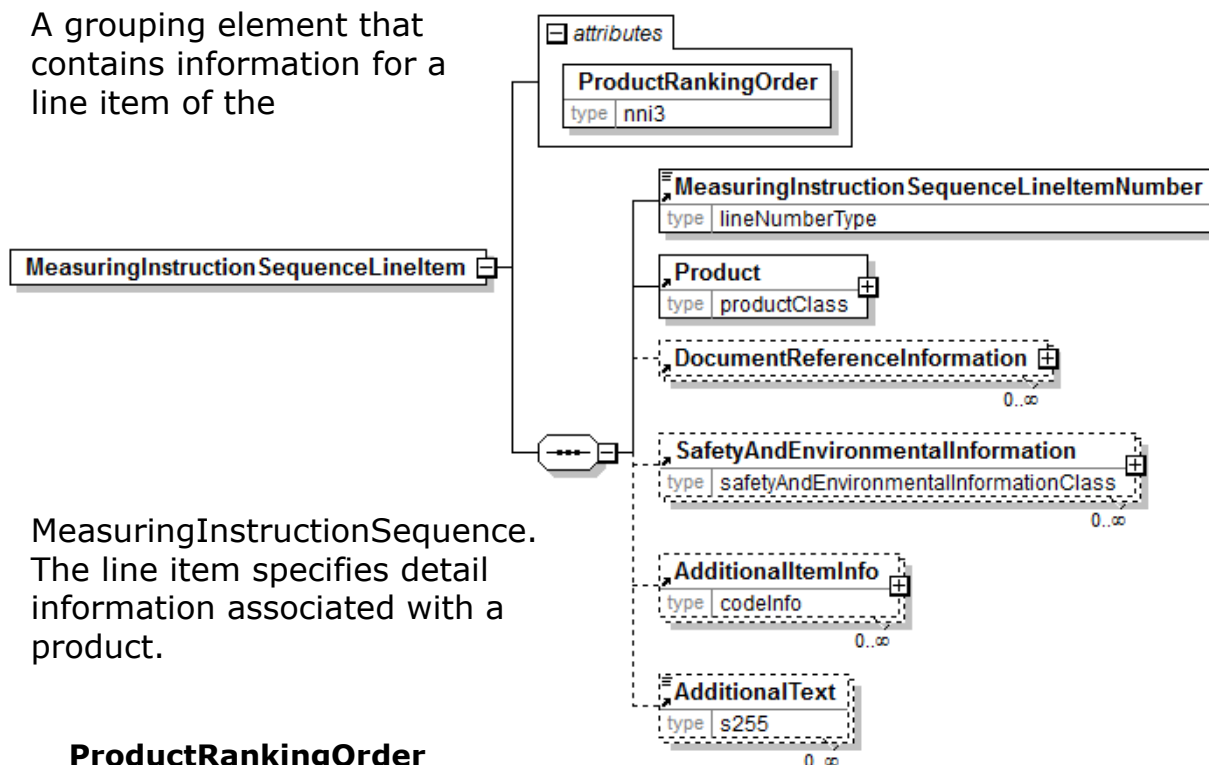 A grouping element that
contains information for a
line item of the
attributes
ProductRankingOrder
type nni3
MeasuringInstructionSequenceLineItem
MeasuringInstructionSequenceLineItemNumber
type lineNumberType
Product
type productClass
DocumentReferenceInformation
0..∞
SafetyAndEnvironmentalInformation
type safetyAndEnvironmentalInformationClass
0..∞
AdditionalItemInfo
type codeInfo
0..∞
AdditionalText
type s255
0..∞
MeasuringInstructionSequence.
The line item specifies detail
information associated with a
product.
ProductRankingOrder